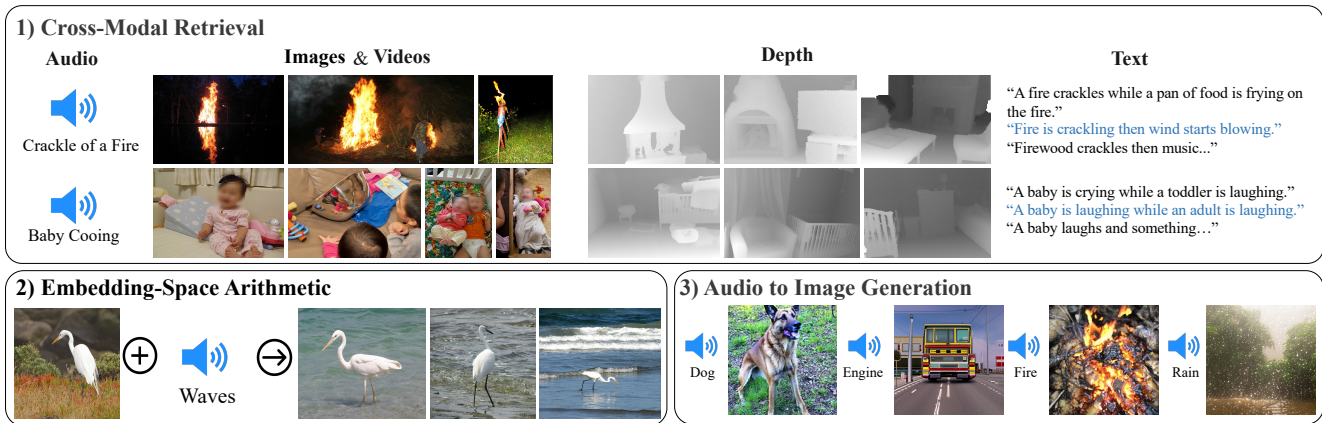 1) Cross-Modal Retrieval
Audio
Images & Videos
Depth
Text
Crackle of a Fire
“A fire crackles while a pan of food is frying on
the fire.”
“Fire is crackling then wind starts blowing.”
“Firewood crackles then music...”
Baby Cooing
“A baby is crying while a toddler is laughing.”
“A baby is laughing while an adult is laughing.”
“A baby laughs and something…”
2) Embedding-Space Arithmetic
Waves
3) Audio to Image Generation
Dog
Engine
Fire
Rain